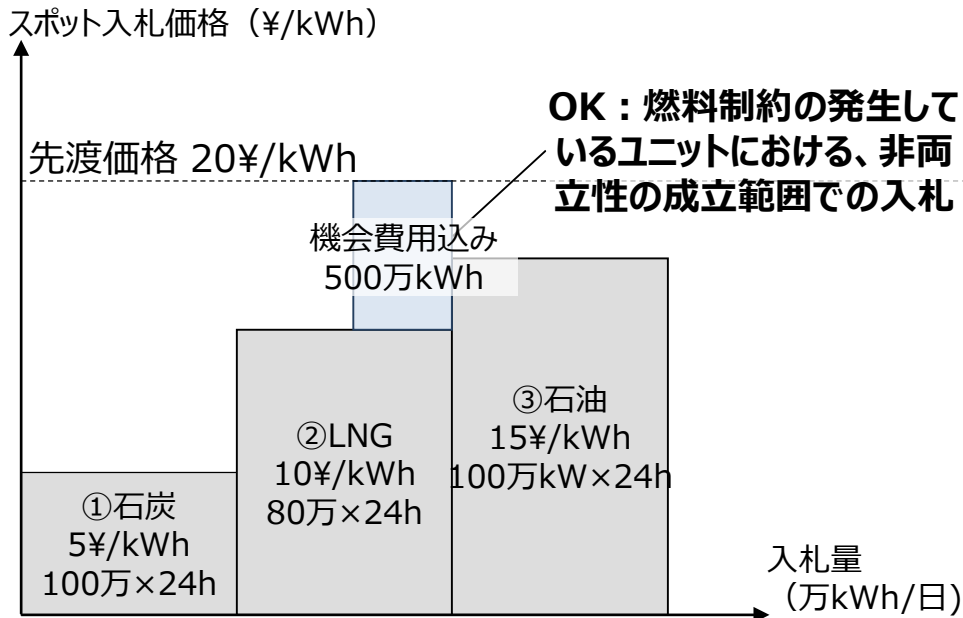 スポット入札価格（¥/kWh）
OK：燃料制約の発生して
いるユニットにおける、非両
立性の成立範囲での入札
先渡価格 20¥/kWh
機会費用込み
500万kWh
③石油
15¥/kWh
100万kW×24h
②LNG
10¥/kWh
80万×24h
①石炭
5¥/kWh
100万×24h
入札量
（万kWh/日)